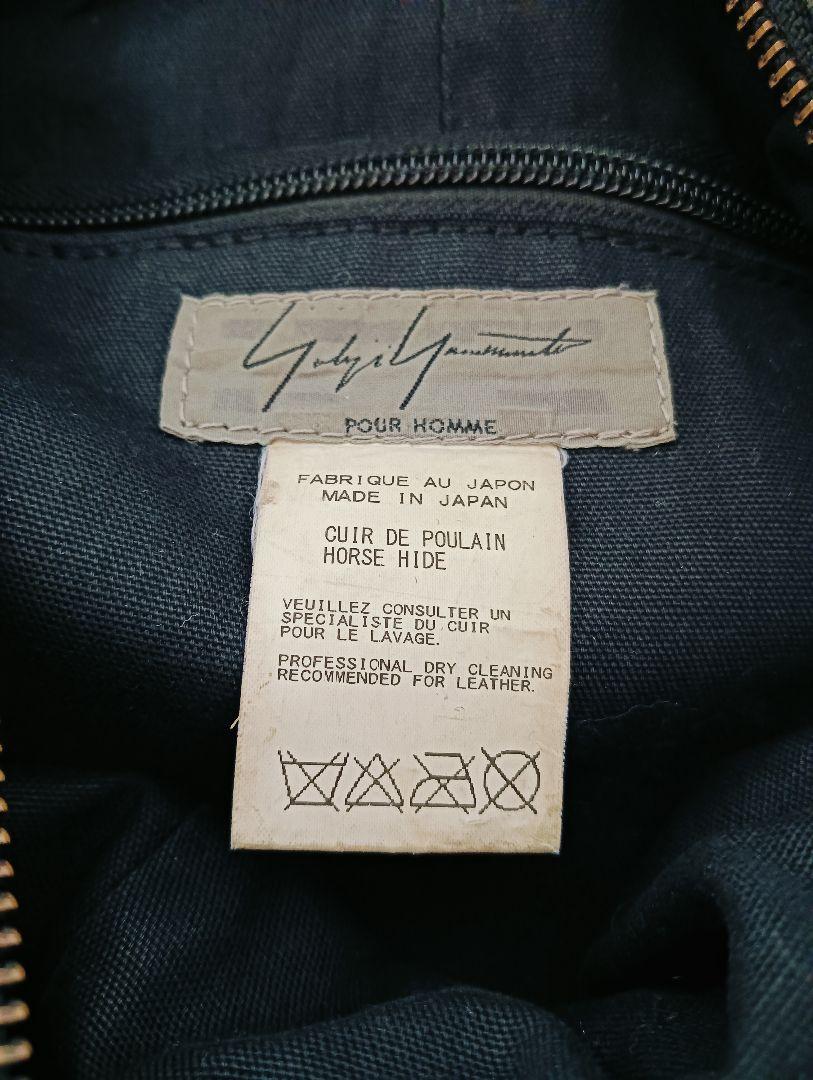 Yohji Yamamoto
POUR HOMME
FABRIQUE AU JAPON
MADE IN JAPAN
CUIR DE POULAIN
HORSE HIDE
VEUILLEZ CONSULTER UN
SPECIALISTE DU CUIR
POUR LE LAVAGE.
PROFESSIONAL DRY CLEANING
RECOMMENDED FOR LEATHER.